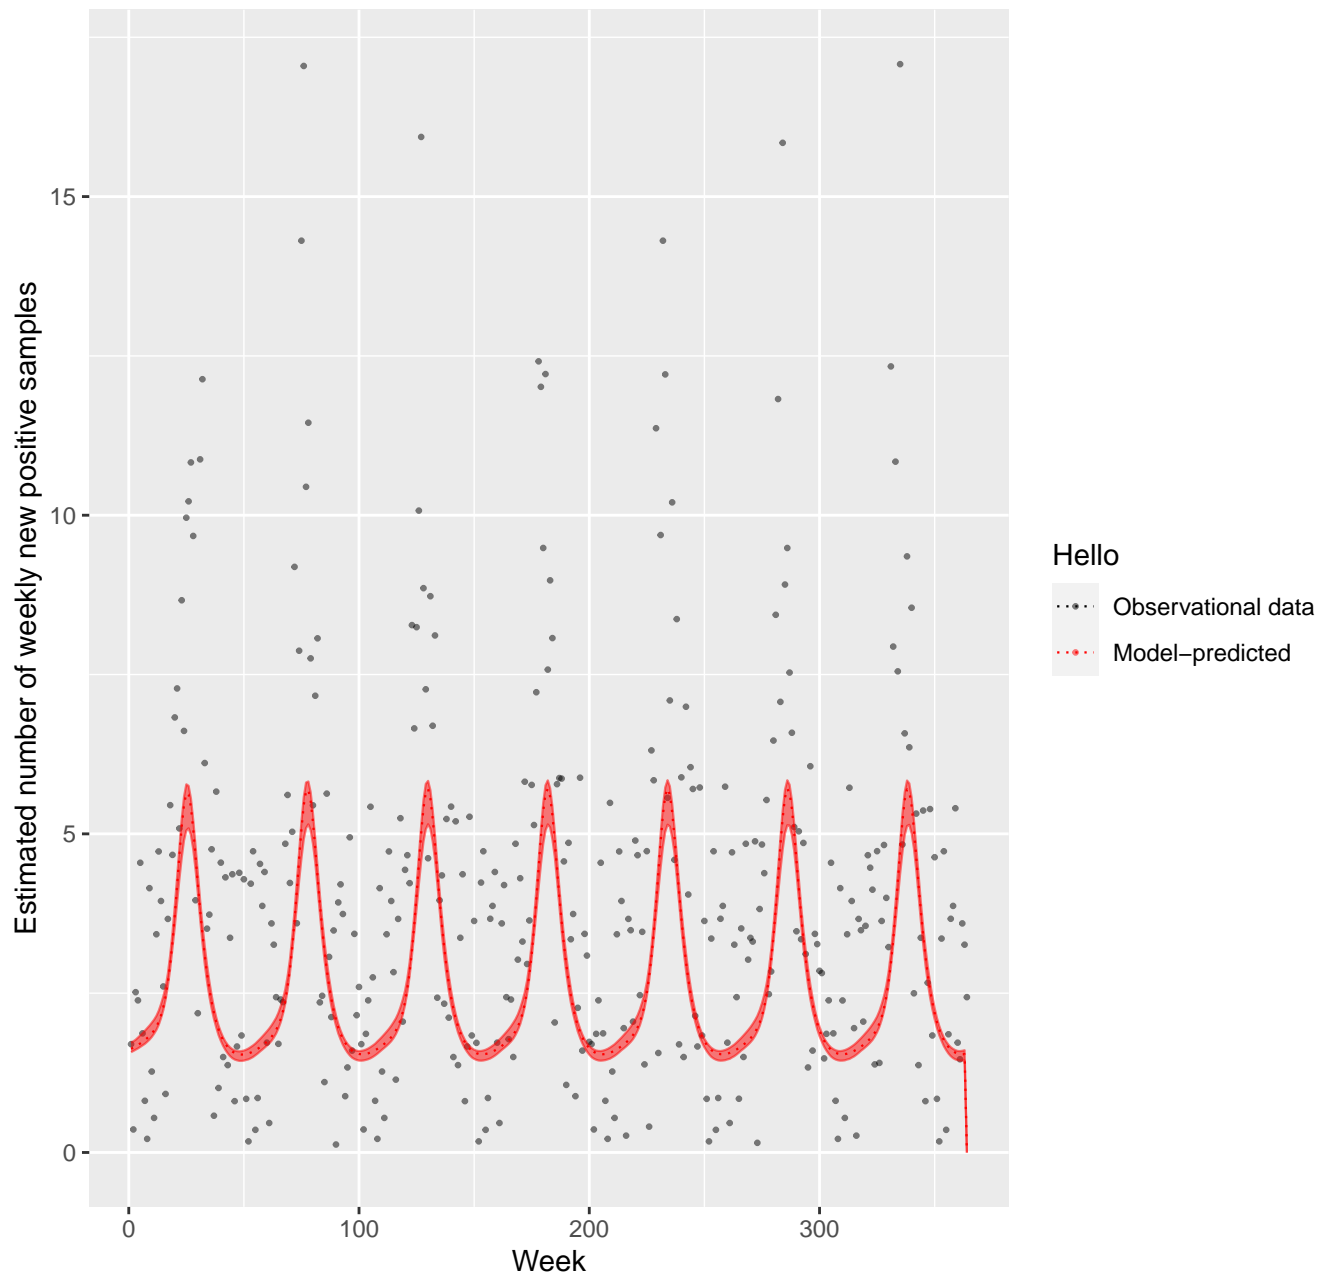 Estimated number of weekly new positive samples
15
10
5
0
0 100 200 300
Week
Hello
Observational data
Model−predicted